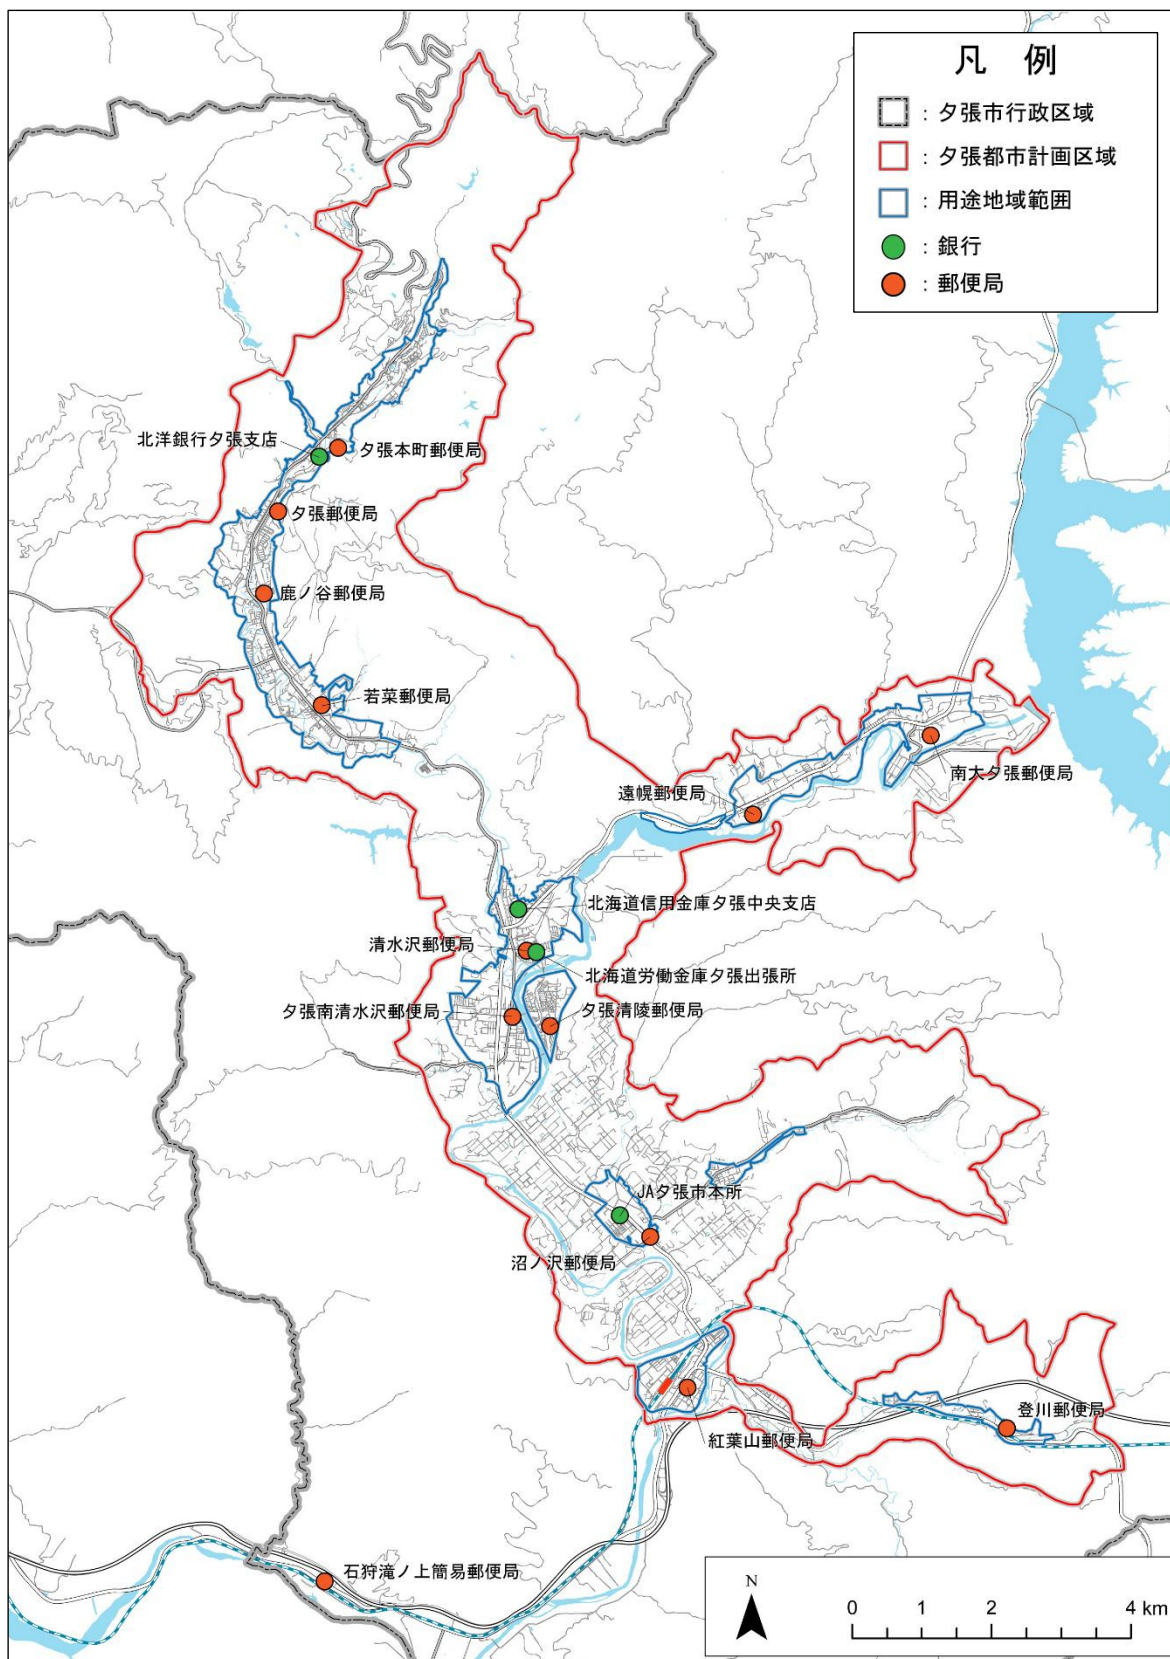 凡 例
：夕張市行政区域
：夕張都市計画区域
：用途地域範囲
：銀行
：郵便局
北洋銀行夕張支店
夕張本町郵便局
夕張郵便局
鹿ノ谷郵便局
若菜郵便局
南大夕張郵便局
遠幌郵便局
北海道信用金庫夕張中央支店
清水沢郵便局
北海道労働金庫夕張出張所
夕張南清水沢郵便局
夕張清陵郵便局
JA夕張市本所
沼ノ沢郵便局
登川郵便局
紅葉山郵便局
石狩滝ノ上簡易郵便局
N
0 1 2 4 km